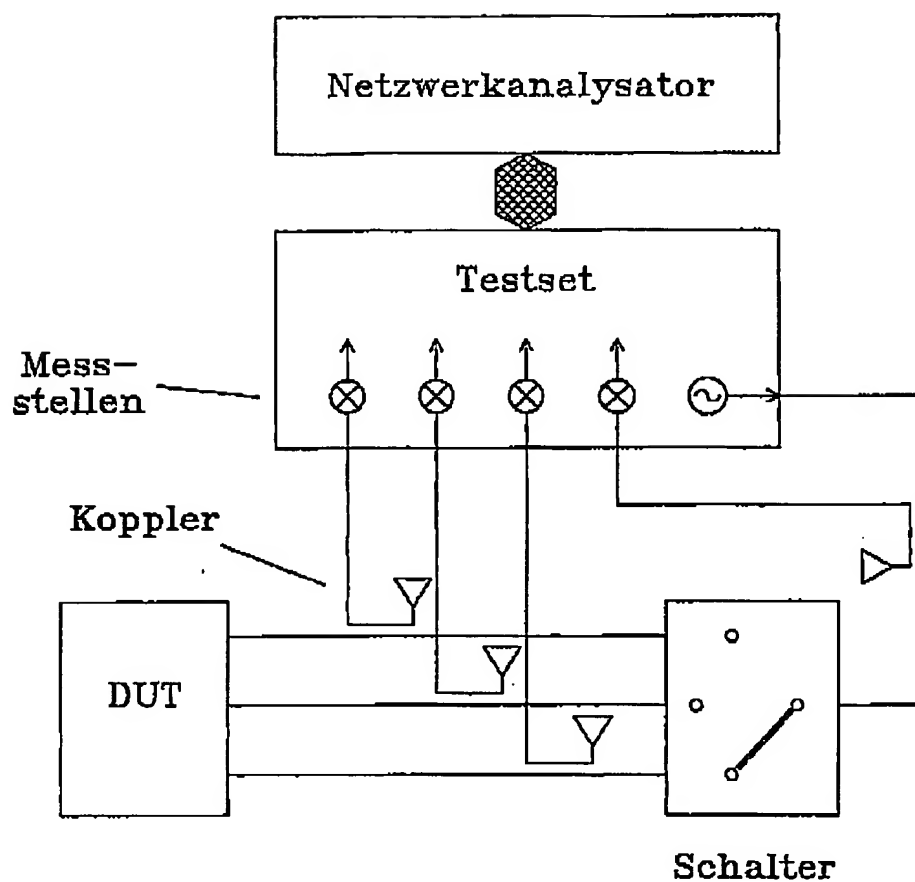 Netzwerkanalysator
Testset
Mess-
stellen
Koppler
DUT
Schalter